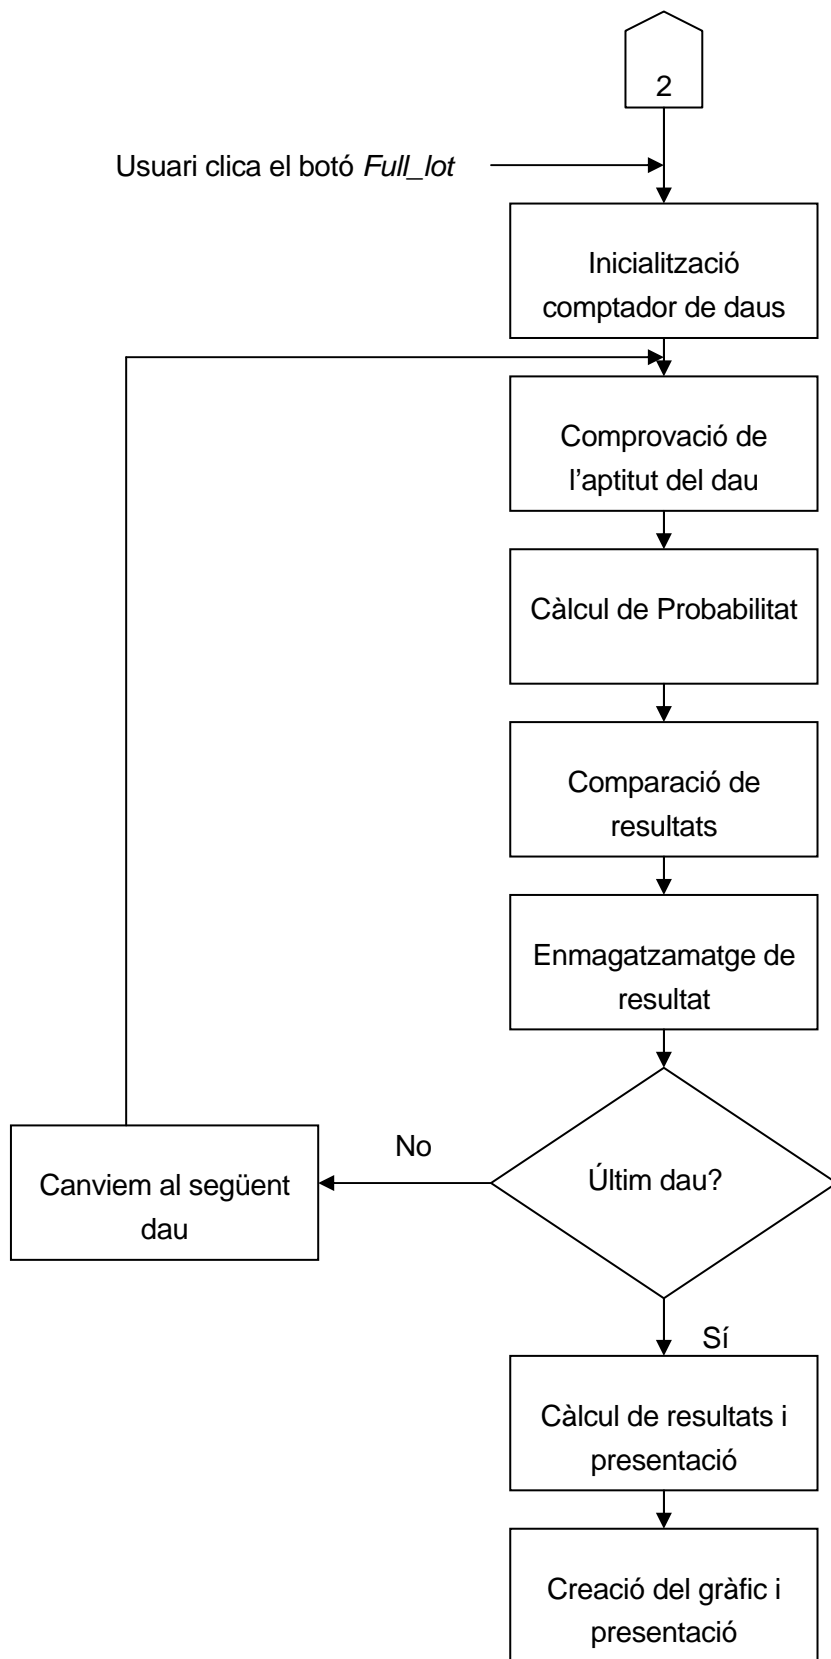 2
Usuari clica el botó Full_lot
Inicialització
comptador de daus
Comprovació de
l’aptitut del dau
Càlcul de Probabilitat
Comparació de
resultats
Enmagatzamatge de
resultat
Últim dau?
No
Canviem al següent
dau
Sí
Càlcul de resultats i
presentació
Creació del gràfic i
presentació